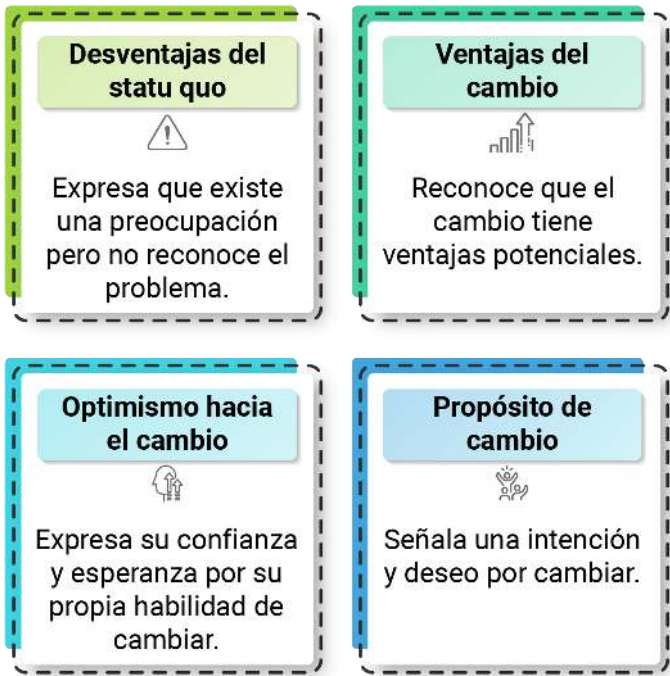 Desventajas del
statu quo
Expresa que existe
una preocupación
pero no reconoce el
problema.
Ventajas del
cambio
Reconoce que el
cambio tiene
ventajas potenciales.
Optimismo hacia
el cambio
Expresa su confianza
y esperanza por su
propia habilidad de
cambiar.
Propósito de
cambio
Señala una intención
y deseo por cambiar.